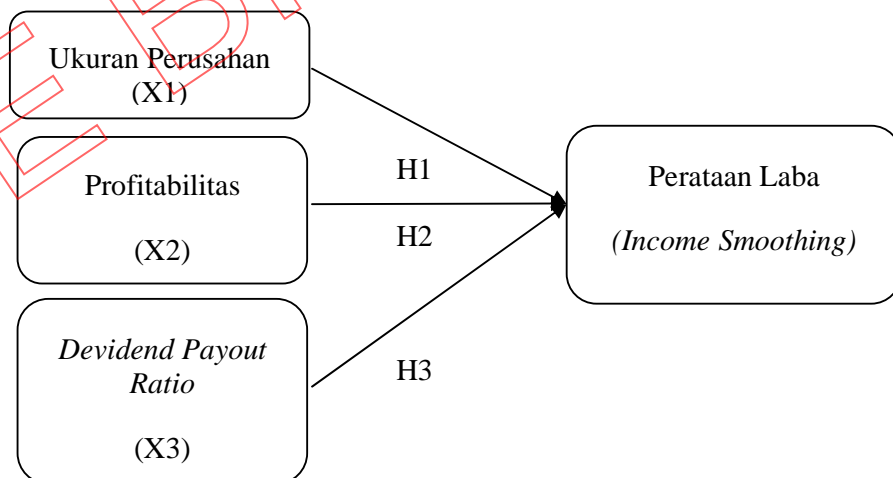 Ukuran Perusahan
(X1)
Profitabilitas
(X2)
Devidend Payout
Ratio
(X3)
H1
H2
H3
Perataan Laba
(Income Smoothing)